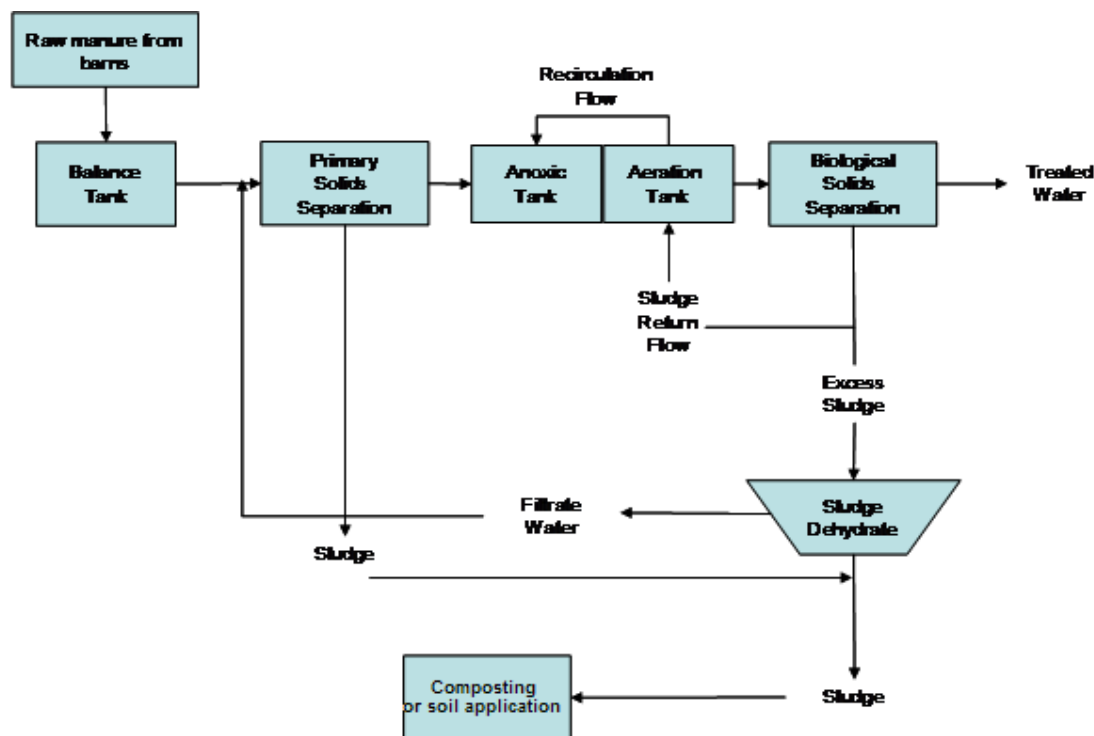 Raw manure from
barns
Recirculation
Flow
Balance
Tank
Primary
Solids
Separation
Anoxic
Tank
Aeration
Tank
Biological
Solids
Separation
Treated
Water
Sludge
Return
Flow
Excess
Sludge
Filtrate
Water
Sludge
Dehydrate
Sludge
Sludge
Composting
or soil application